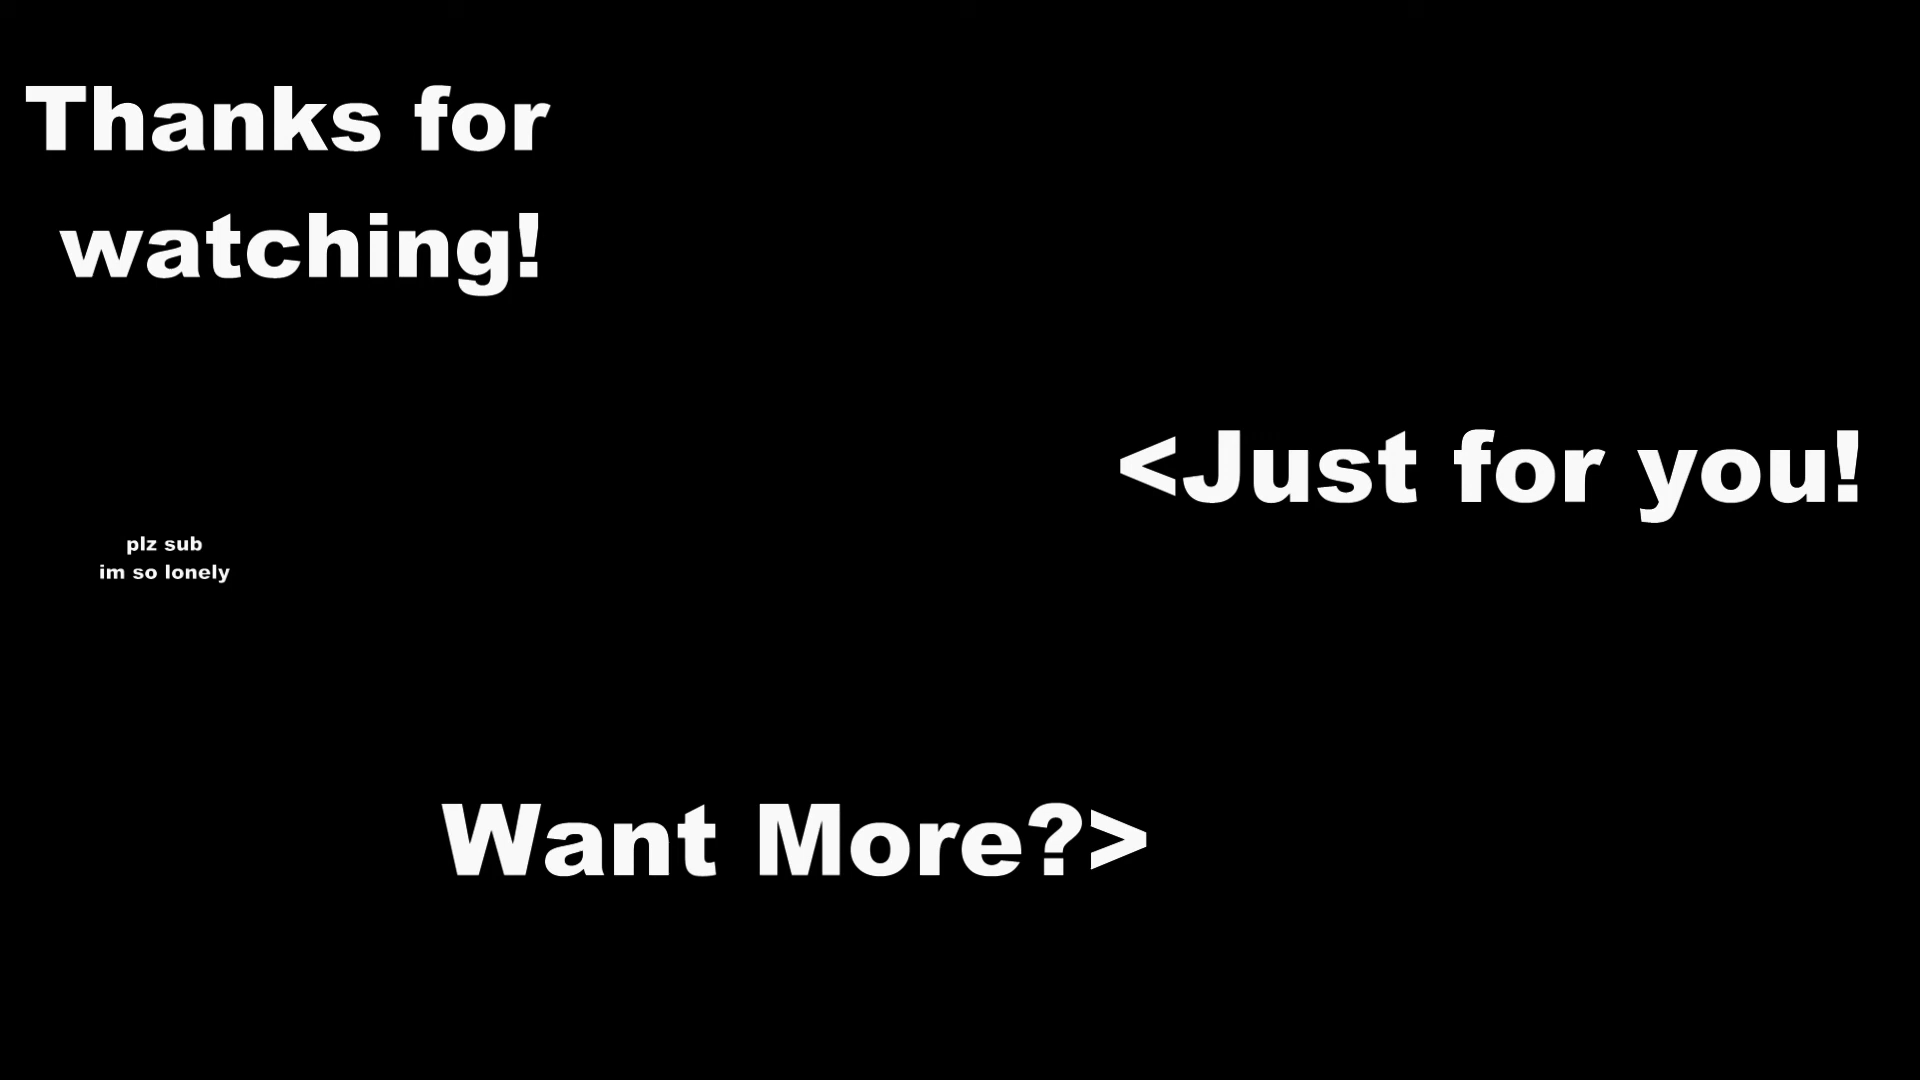 Thanks for
watching!
<Just for you!
plz sub
im so lonely
Want More?>